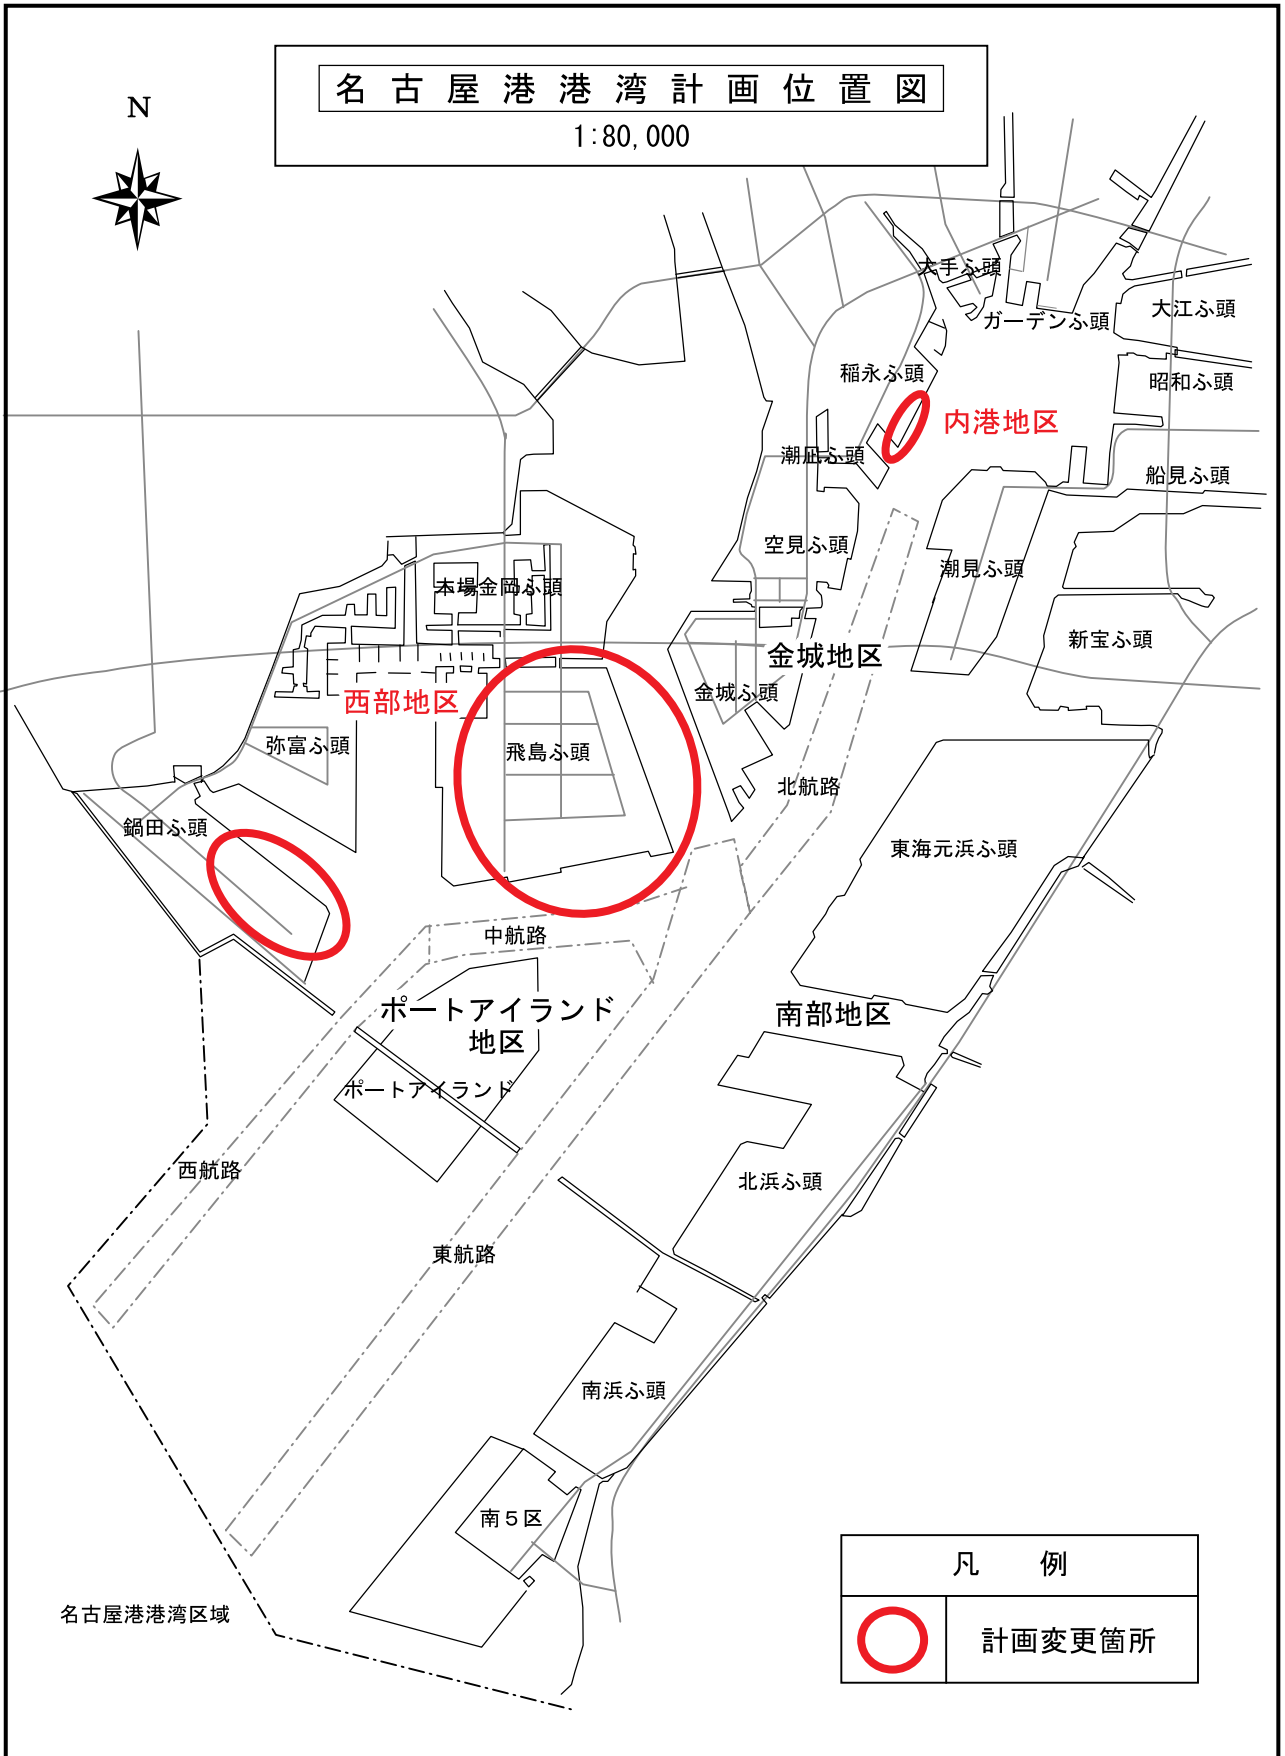 名古屋港港湾計画位置図
1:80,000
N
大手ふ頭
ガーデンふ頭
大江ふ頭
稲永ふ頭
昭和ふ頭
内港地区
潮凪ふ頭
船見ふ頭
空見ふ頭
潮見ふ頭
木場金岡ふ頭
新宝ふ頭
金城地区
金城ふ頭
西部地区
弥富ふ頭
飛島ふ頭
北航路
鍋田ふ頭
東海元浜ふ頭
中航路
ポートアイランド
地区
南部地区
ポートアイランド
西航路
北浜ふ頭
東航路
南浜ふ頭
南5区
名古屋港港湾区域
凡 例
計画変更箇所